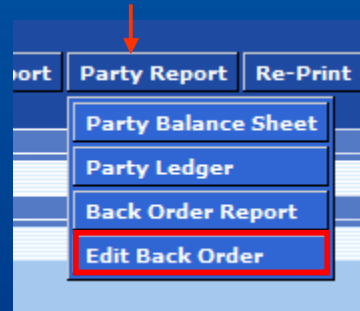 port Party Report Re-Print
Party Balance Sheet
Party Ledger
Back Order Report
Edit Back Order